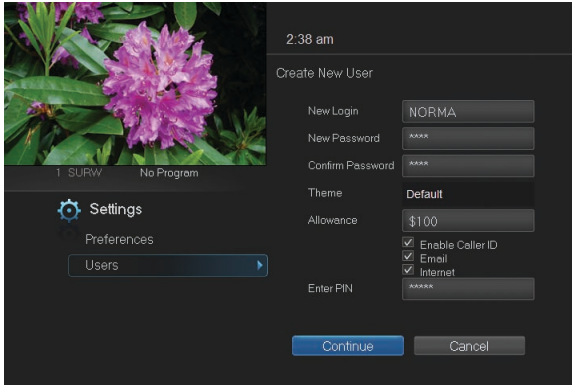 2:38 am
Create New User
New Login NORMA
New Password ****
Confirm Password ****
1 SURW No Program
Theme Default
Settings
Allowance $100
Preferences
Enable Caller ID
Email
Users
Internet
Enter PIN *****
Continue Cancel